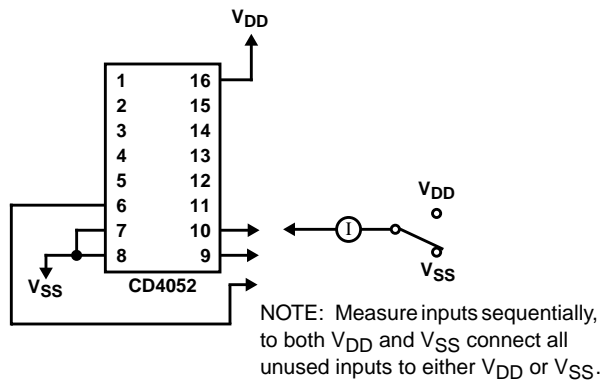 VDD
1 16
2 15
3 14
4 13
5 12
6 11
7 10
8 9
VSS
CD4052
I
VDD
VSS
NOTE: Measure inputs sequentially,
to both VDD and VSS connect all
unused inputs to either VDD or VSS.